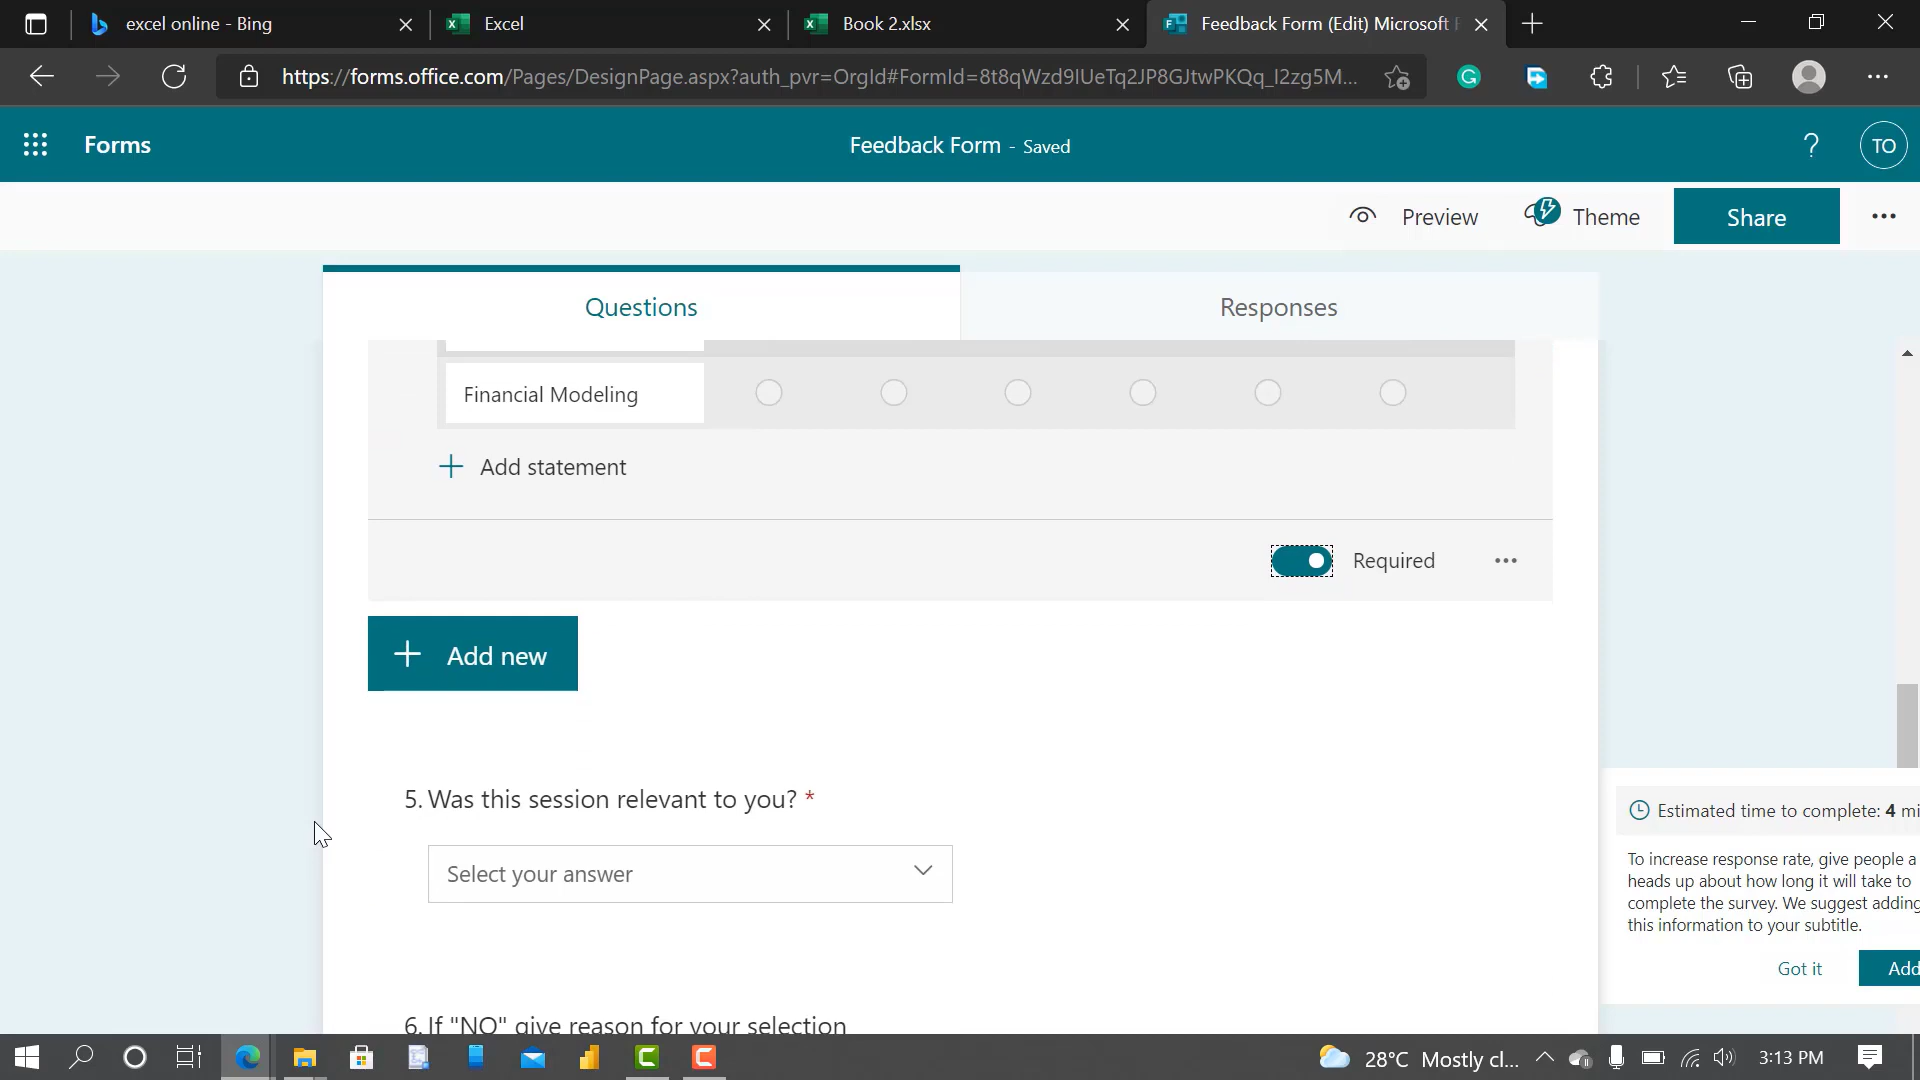 excel online - Bing
Excel
Book 2.xlsx
Feedback Form (Edit) Microsoft F
https://forms.office.com/Pages/DesignPage.aspx?auth_pvr=OrgId#FormId=8t8qWzd9IUeTq2JP8GJtwPKQq_I2zg5M...
Forms
Feedback Form - Saved
?
TO
Preview
Theme
Share
Questions
Responses
Financial Modeling
Add statement
Required
Add new
5. Was this session relevant to you? *
Select your answer
Estimated time to complete: 4 mi
To increase response rate, give people a
heads up about how long it will take to
complete the survey. We suggest adding
this information to your subtitle.
Got it
Add
6. If "NO" give reason for your selection
28°C Mostly cl...
3:13 PM